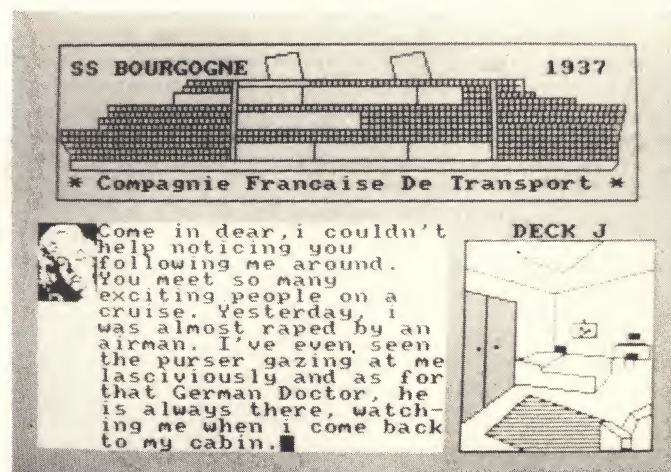 SS BOURGOGNE 1937
* Compagnie Francaise De Transport *
Come in dear,i couldn't
help noticing you
following me around.
You meet so many
exciting people on a
cruise. Yesterday, i
was almost raped by an
airman. I've even seen
the purser gazing at me
lasciviously and as for
that German Doctor, he
is always there, watch-
ing me when i come back
to my cabin.
DECK J